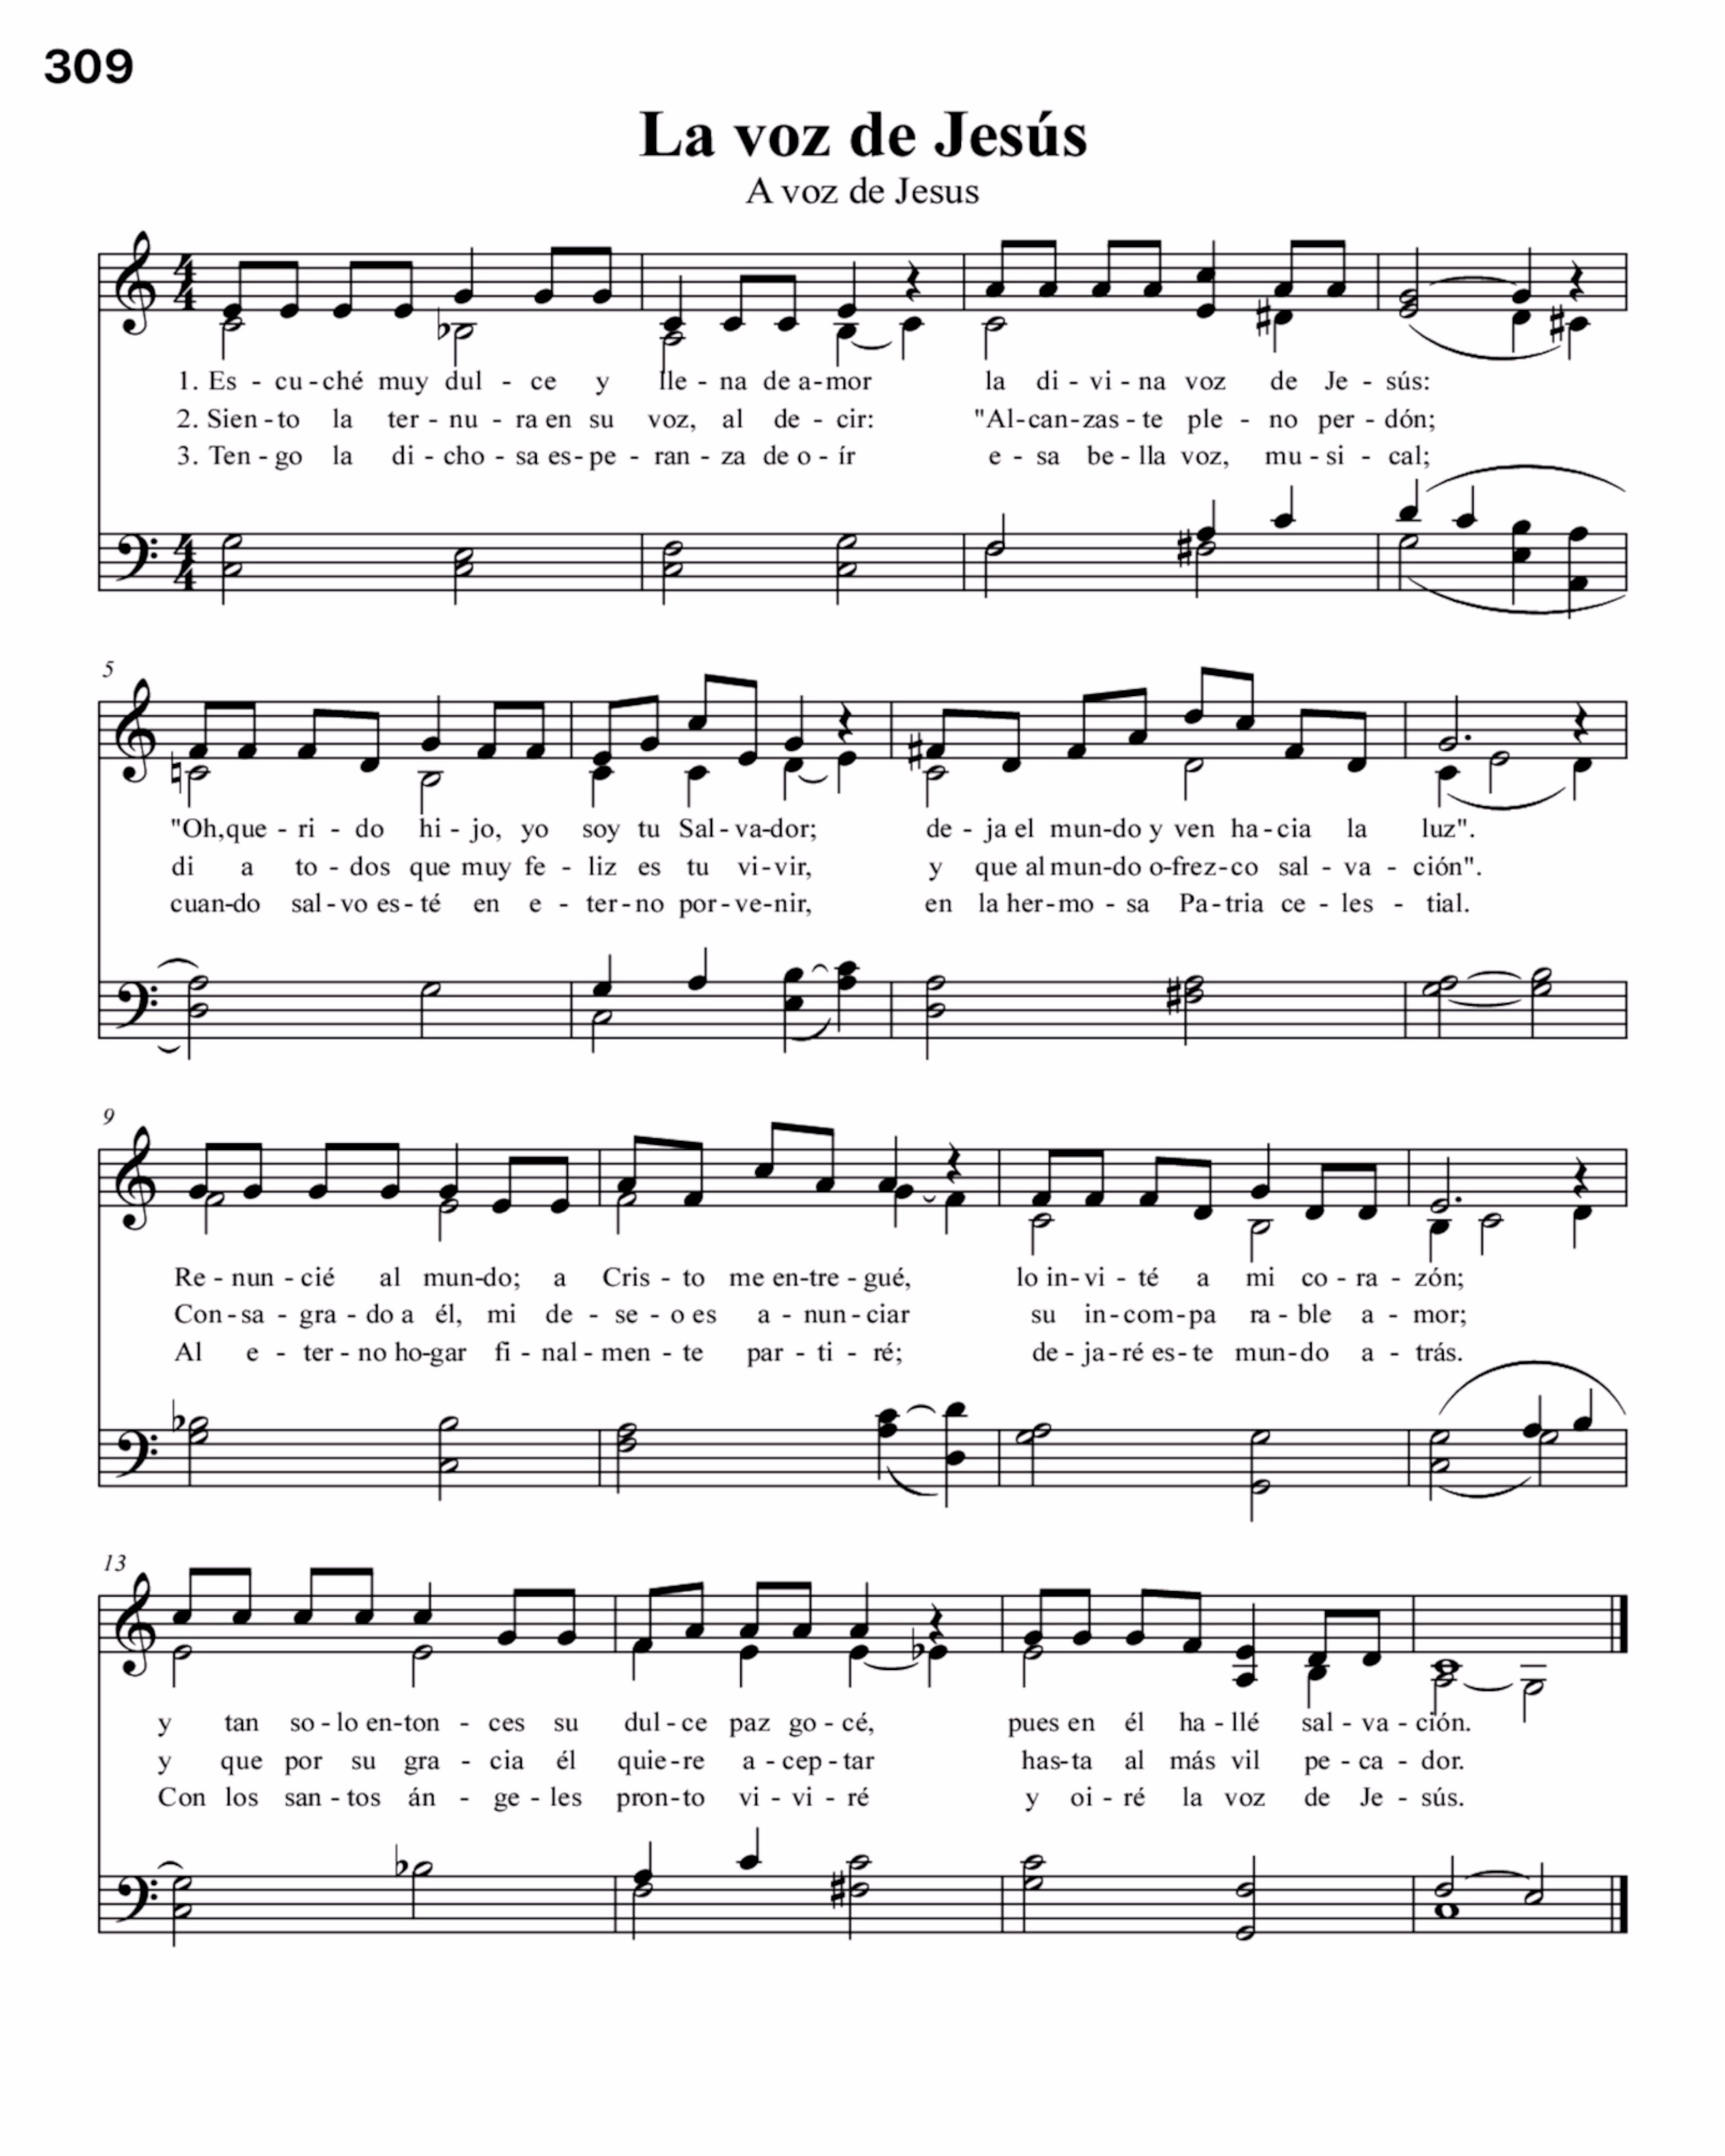 309
La voz de Jesús
A voz de Jesus
4 4
1. Es - cu - ché muy dul - ce y lle - na de a - mor la di - vi - na voz de Je - sús:
2. Sien - to la ter - nu - ra en su voz, al de - cir: "Al - can - zas - te ple - no per - dón;
3. Ten - go la di - cho - sa es - pe - ran - za de o - ír e - sa be - lla voz, mu - si - cal;
4 4
5
"Oh, que - ri - do hi - jo, yo soy tu Sal - va - dor; de - ja el mun - do y ven ha - cia la luz".
di a to - dos que muy fe - liz es tu vi - vir, y que al mun - do o - frez - co sal - va - ción".
cuan - do sal - vo es - té en e - ter - no por - ve - nir, en la her - mo - sa Pa - tria ce - les - tial.
9
Re - nun - cié al mun - do; a Cris - to me en - tre - gué, lo in - vi - té a mi co - ra - zón;
Con - sa - gra - do a él, mi de - se - o es a - nun - ciar su in - com - pa ra - ble a - mor;
Al e - ter - no ho - gar fi - nal - men - te par - ti - ré; de - ja - ré es - te mun - do a - trás.
13
y tan so - lo en - ton - ces su dul - ce paz go - cé, pues en él ha - llé sal - va - ción.
y que por su gra - cia él quie - re a - cep - tar has - ta al más vil pe - ca - dor.
Con los san - tos án - ge - les pron - to vi - vi - ré y oi - ré la voz de Je - sús.